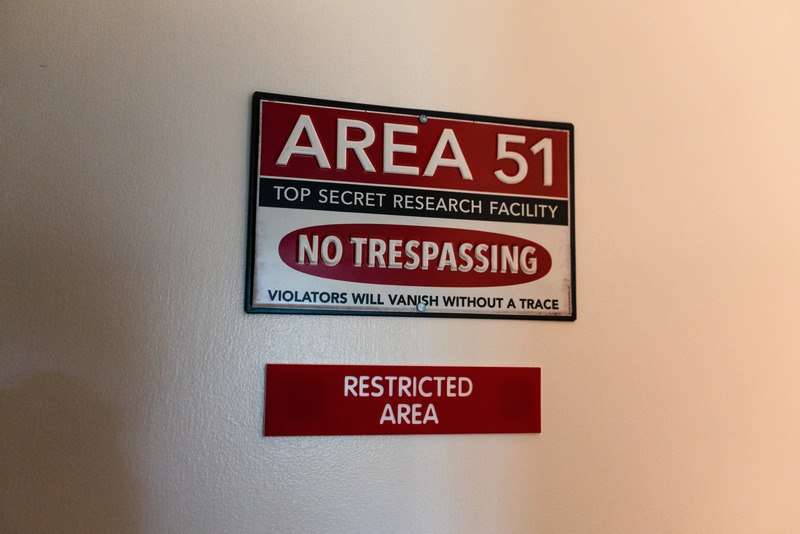 AREA 51
TOP SECRET RESEARCH FACILITY
NO TRESPASSING
VIOLATORS WILL VANISH WITHOUT A TRACE
RESTRICTED
AREA